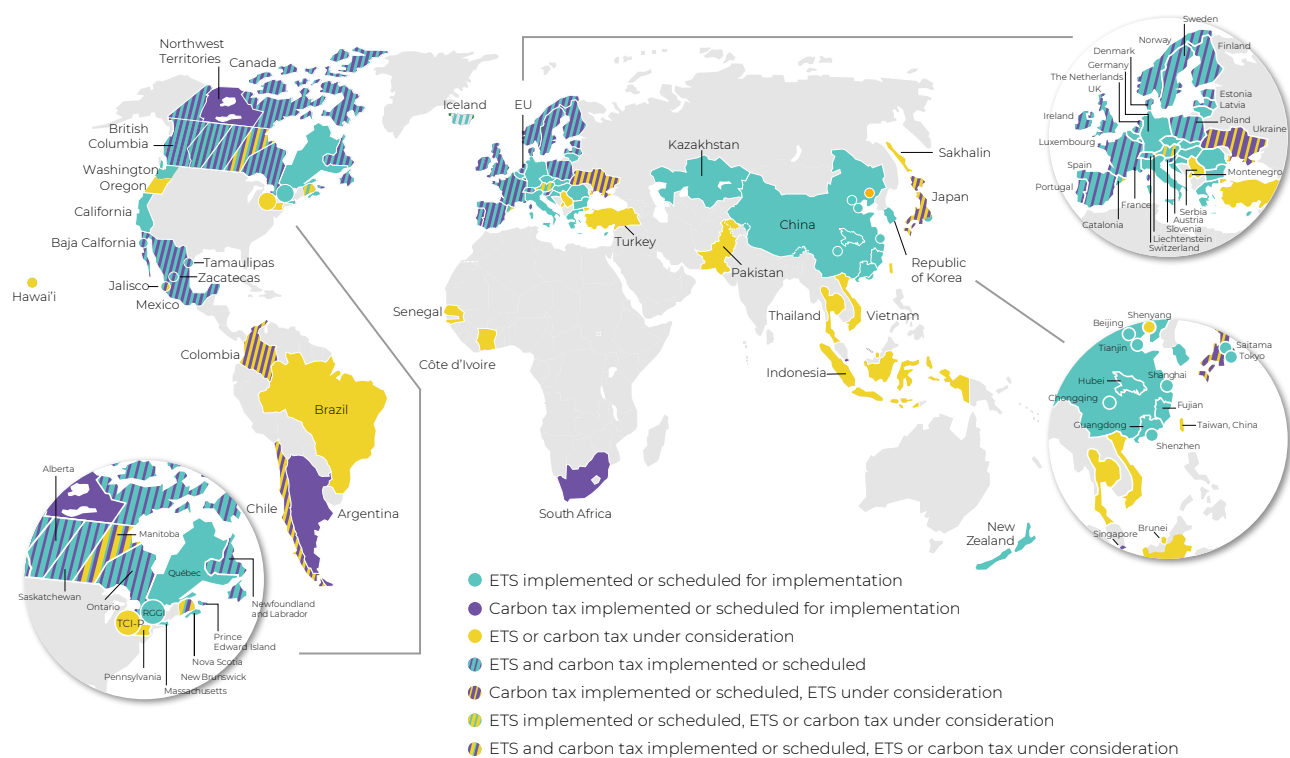 Northwest
Territories
Canada
British
Columbia
Washington
Oregon
California
Baja Calfornia
Tamaulipas
Zacatecas
Jalisco
Mexico
Hawai'i
Iceland
EU
Kazakhstan
Sakhalin
Japan
China
Turkey
Pakistan
Republic
of Korea
Senegal
Côte d'Ivoire
Thailand
Vietnam
Indonesia
Colombia
Brazil
Chile
Argentina
South Africa
New
Zealand
Sweden
Norway
Finland
Denmark
Germany
The Netherlands
UK
Estonia
Latvia
Ireland
Poland
Ukraine
Luxembourg
Spain
Montenegro
Portugal
France
Serbia
Catalonia
Austria
Slovenia
Liechtenstein
Switzerland
Shenyang
Beijing
Tianjin
Saitama
Tokyo
Hubei
Shanghai
Chongqing
Fujian
Guangdong
Taiwan, China
Shenzhen
Singapore
Brunei
Alberta
Manitoba
Québec
Saskatchewan
Ontario
RGGI
TCI-P
Newfoundland
and Labrador
Prince
Edward Island
Nova Scotia
New Brunswick
Pennsylvania
Massachusetts
ETS implemented or scheduled for implementation
Carbon tax implemented or scheduled for implementation
ETS or carbon tax under consideration
ETS and carbon tax implemented or scheduled
Carbon tax implemented or scheduled, ETS under consideration
ETS implemented or scheduled, ETS or carbon tax under consideration
ETS and carbon tax implemented or scheduled, ETS or carbon tax under consideration